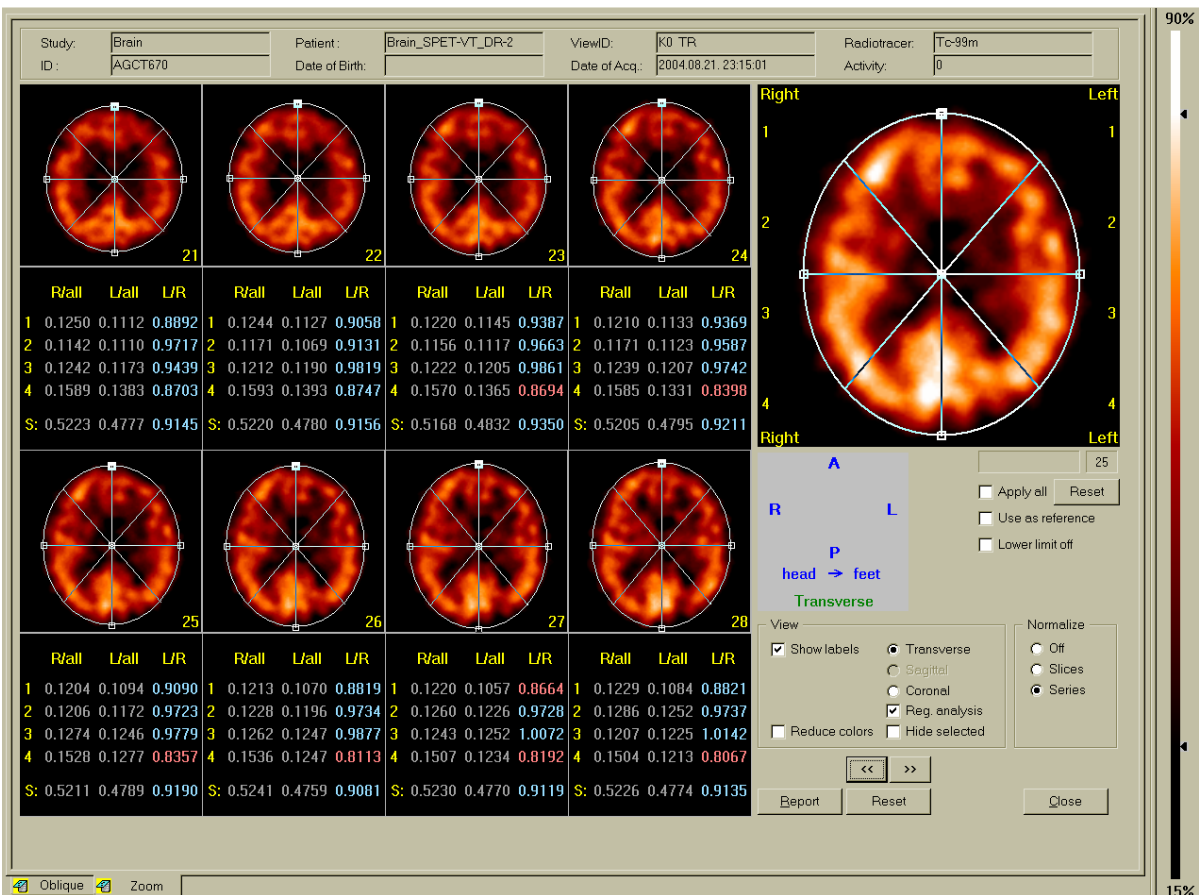 90%
Study: Brain Patient: Brain_SPET-VT_DR-2 ViewID: K0 TR Radiotracer: Tc-99m
ID: AGCT670 Date of Birth: Date of Acq.: 2004.08.21. 23:15:01 Activity: 0
Right Left
1 1
2 2
3 3
4 4
Right Left
21 22 23 24
R/all L/all L/R R/all L/all L/R R/all L/all L/R R/all L/all L/R
1 0.1250 0.1112 0.8892 1 0.1244 0.1127 0.9058 1 0.1220 0.1145 0.9387 1 0.1210 0.1133 0.9369
2 0.1142 0.1110 0.9717 2 0.1171 0.1069 0.9131 2 0.1156 0.1117 0.9663 2 0.1171 0.1123 0.9587
3 0.1242 0.1173 0.9439 3 0.1212 0.1190 0.9819 3 0.1222 0.1205 0.9861 3 0.1239 0.1207 0.9742
4 0.1589 0.1383 0.8703 4 0.1593 0.1393 0.8747 4 0.1570 0.1365 0.8694 4 0.1585 0.1331 0.8398
S: 0.5223 0.4777 0.9145 S: 0.5220 0.4780 0.9156 S: 0.5168 0.4832 0.9350 S: 0.5205 0.4795 0.9211
25 26 27 28
R/all L/all L/R R/all L/all L/R R/all L/all L/R R/all L/all L/R
1 0.1204 0.1094 0.9090 1 0.1213 0.1070 0.8819 1 0.1220 0.1057 0.8664 1 0.1229 0.1084 0.8821
2 0.1206 0.1172 0.9723 2 0.1228 0.1196 0.9734 2 0.1260 0.1226 0.9728 2 0.1286 0.1252 0.9737
3 0.1274 0.1246 0.9779 3 0.1262 0.1247 0.9877 3 0.1243 0.1252 1.0072 3 0.1207 0.1225 1.0142
4 0.1528 0.1277 0.8357 4 0.1536 0.1247 0.8113 4 0.1507 0.1234 0.8192 4 0.1504 0.1213 0.8067
S: 0.5211 0.4789 0.9190 S: 0.5241 0.4759 0.9081 S: 0.5230 0.4770 0.9119 S: 0.5226 0.4774 0.9135
A
R L
P
head → feet
Transverse
25
Apply all Reset
Use as reference
Lower limit off
View Normalize
Show labels Transverse Off
Sagittal Slices
Coronal Series
Reg. analysis
Reduce colors Hide selected
<< >>
Report Reset Close
Oblique Zoom
15%